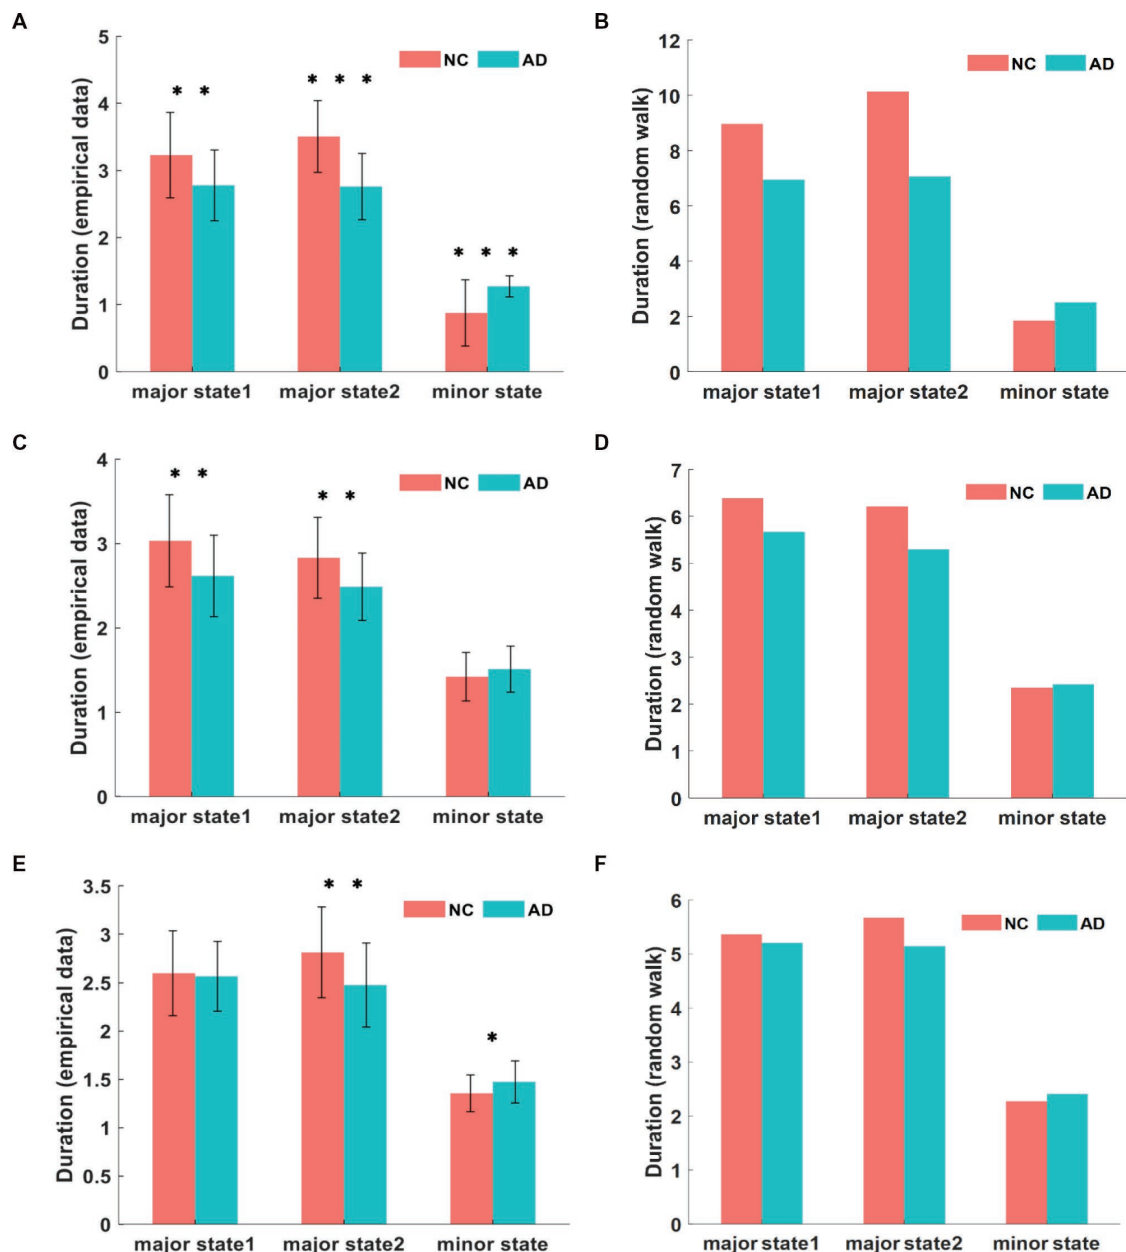 A
Duration (empirical data)
5
4
3
2
1
0
NC AD
* *
* * *
* * *
major state1 major state2 minor state
B
Duration (random walk)
12
10
8
6
4
2
0
NC AD
major state1 major state2 minor state
C
Duration (empirical data)
4
3
2
1
0
NC AD
* *
* *
major state1 major state2 minor state
D
Duration (random walk)
7
6
5
4
3
2
1
0
NC AD
major state1 major state2 minor state
E
Duration (empirical data)
3.5
3
2.5
2
1.5
1
0.5
0
NC AD
* *
*
major state1 major state2 minor state
F
Duration (random walk)
6
5
4
3
2
1
0
NC AD
major state1 major state2 minor state